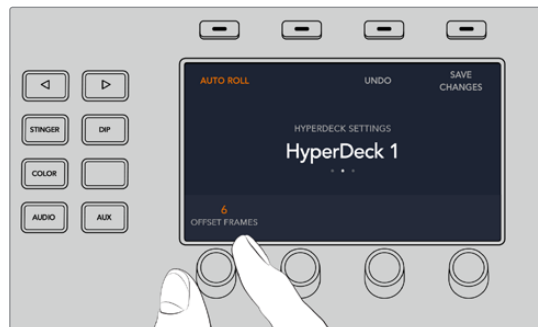 AUTO ROLL
UNDO
SAVE
CHANGES
HYPERDECK SETTINGS
HyperDeck 1
6
OFFSET FRAMES
STINGER
DIP
COLOR
AUDIO
AUX